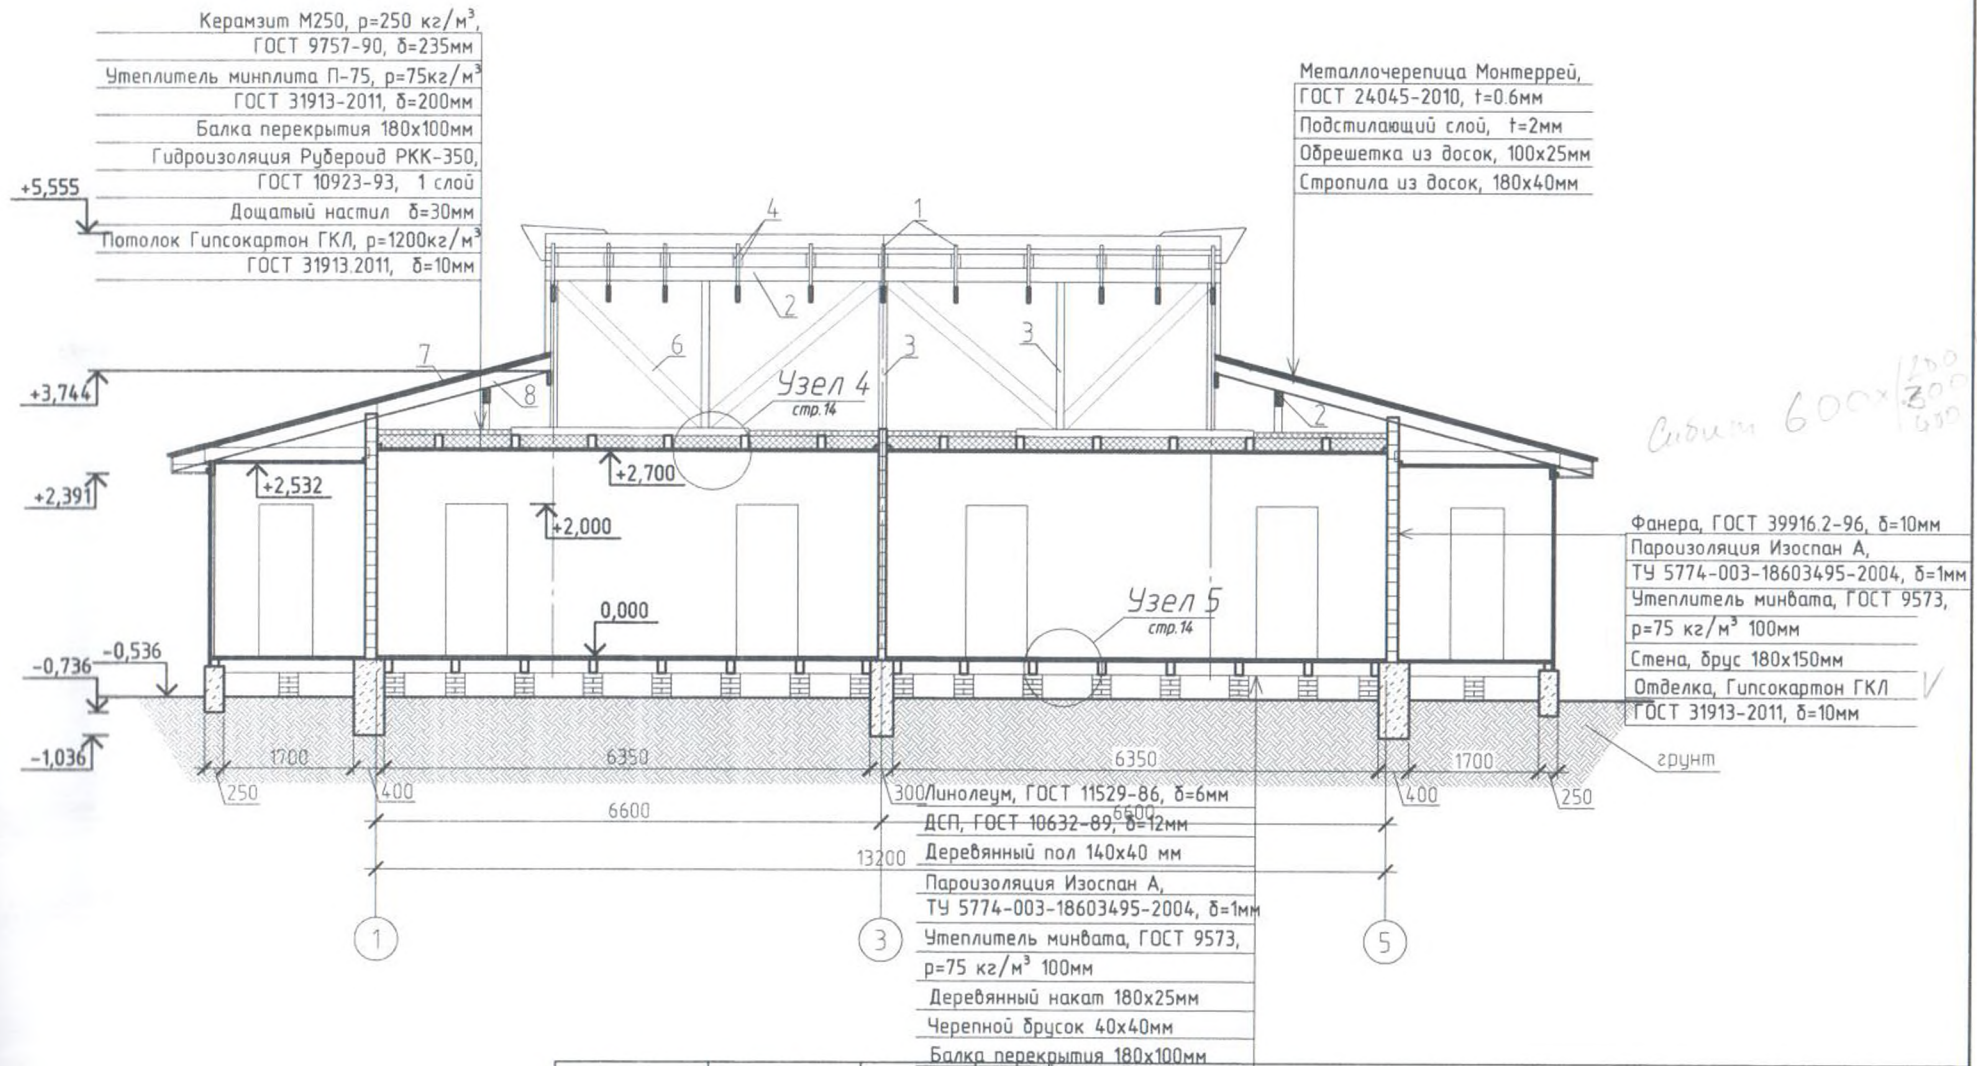 Керамзит М250, р=250 кг/м³,
ГОСТ 9757-90, δ=235мм
Утеплитель минплита П-75, р=75кг/м³
ГОСТ 31913-2011, δ=200мм
Балка перекрытия 180х100мм
Гидроизоляция Рубероид РКК-350,
ГОСТ 10923-93, 1 слой
Дощатый настил δ=30мм
Потолок Гипсокартон ГКЛ, р=1200кг/м³
ГОСТ 31913.2011, δ=10мм
Металлочерепица Монтеррей,
ГОСТ 24045-2010, t=0.6мм
Подстилающий слой, t=2мм
Обрешетка из досок, 100х25мм
Стропила из досок, 180х40мм
+5,555
4
1
2
3
3
6
7
8
2
+3,744
Узел 4
стр.14
600х
200
300
400
+2,391
+2,532
+2,700
+2,000
0,000
Узел 5
стр.14
Фанера, ГОСТ 39916.2-96, δ=10мм
Пароизоляция Изоспан А,
ТУ 5774-003-18603495-2004, δ=1мм
Утеплитель минвата, ГОСТ 9573,
р=75 кг/м³ 100мм
Стена, брус 180х150мм
Отделка, Гипсокартон ГКЛ
ГОСТ 31913-2011, δ=10мм
-0,736
-0,536
-1,036
1700
6350
6350
1700
грунт
250
400
300
400
250
6600
6600
13200
Линолеум, ГОСТ 11529-86, δ=6мм
ДСП, ГОСТ 10632-89, δ=12мм
Деревянный пол 140х40 мм
Пароизоляция Изоспан А,
ТУ 5774-003-18603495-2004, δ=1мм
Утеплитель минвата, ГОСТ 9573,
р=75 кг/м³ 100мм
Деревянный накат 180х25мм
Черепной брусок 40х40мм
Балка перекрытия 180х100мм
1
3
5